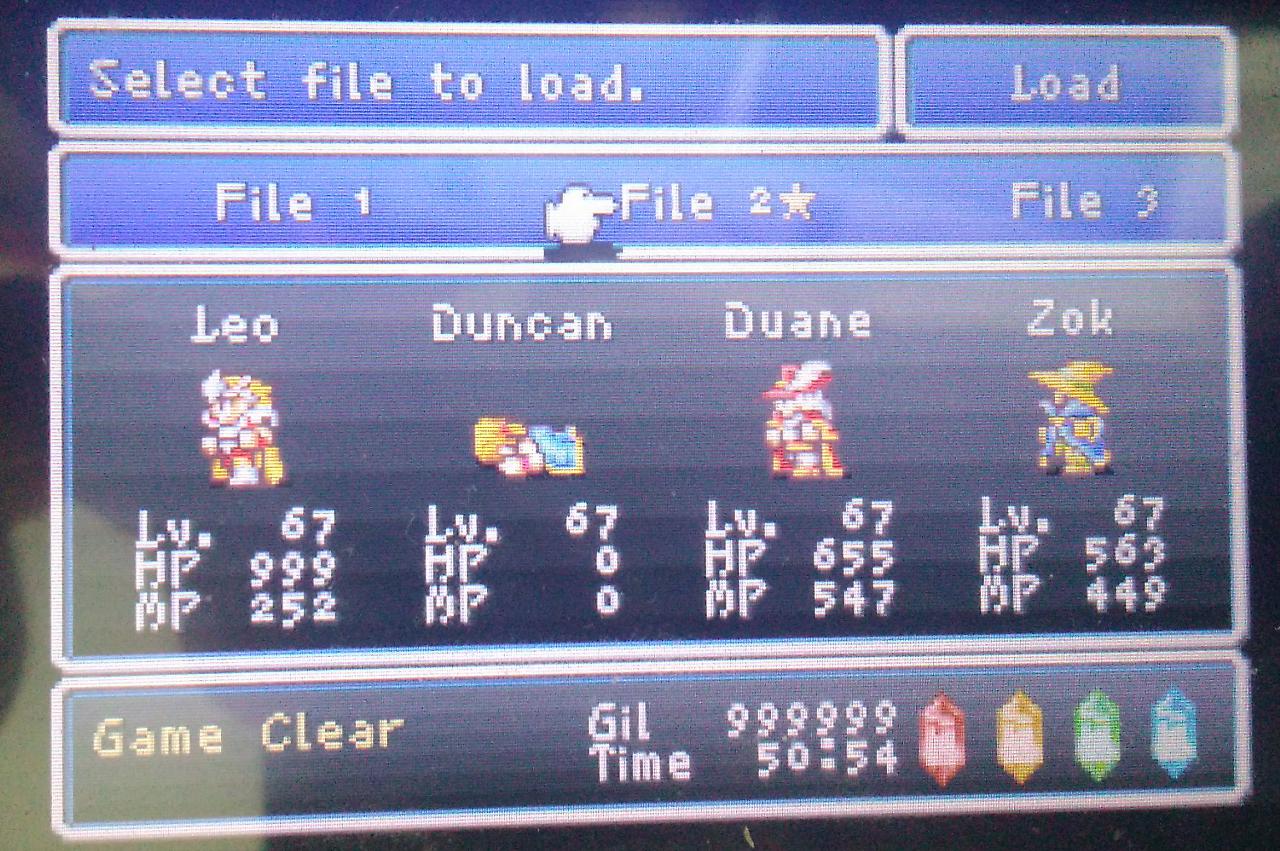 Select file to load.
Load
File 1
File 2★
File 3
Leo
Duncan
Duane
Zok
Lv. 67
HP 999
MP 252
Lv. 67
HP 0
MP 0
Lv. 67
HP 655
MP 547
Lv. 67
HP 563
MP 449
Game Clear
Gil 999999
Time 50:54